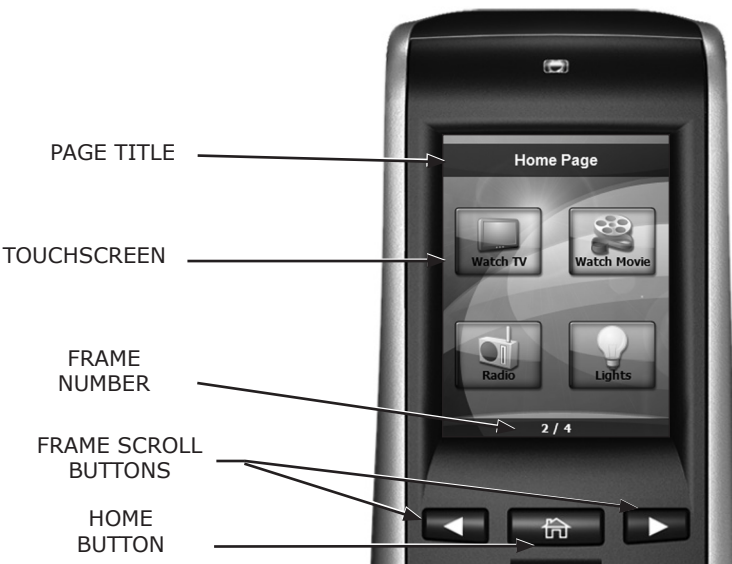 PAGE TITLE
Home Page
TOUCHSCREEN
Watch TV
Watch Movie
FRAME
NUMBER
Radio
Lights
2 / 4
FRAME SCROLL
BUTTONS
HOME
BUTTON